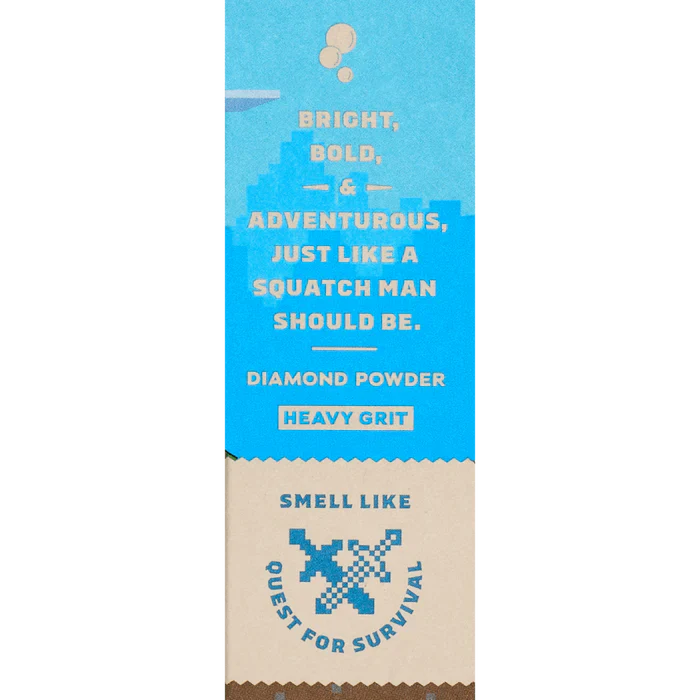 BRIGHT,
BOLD,
&
ADVENTUROUS,
JUST LIKE A
SQUATCH MAN
SHOULD BE.
DIAMOND POWDER
HEAVY GRIT
SMELL LIKE
QUEST FOR SURVIVAL